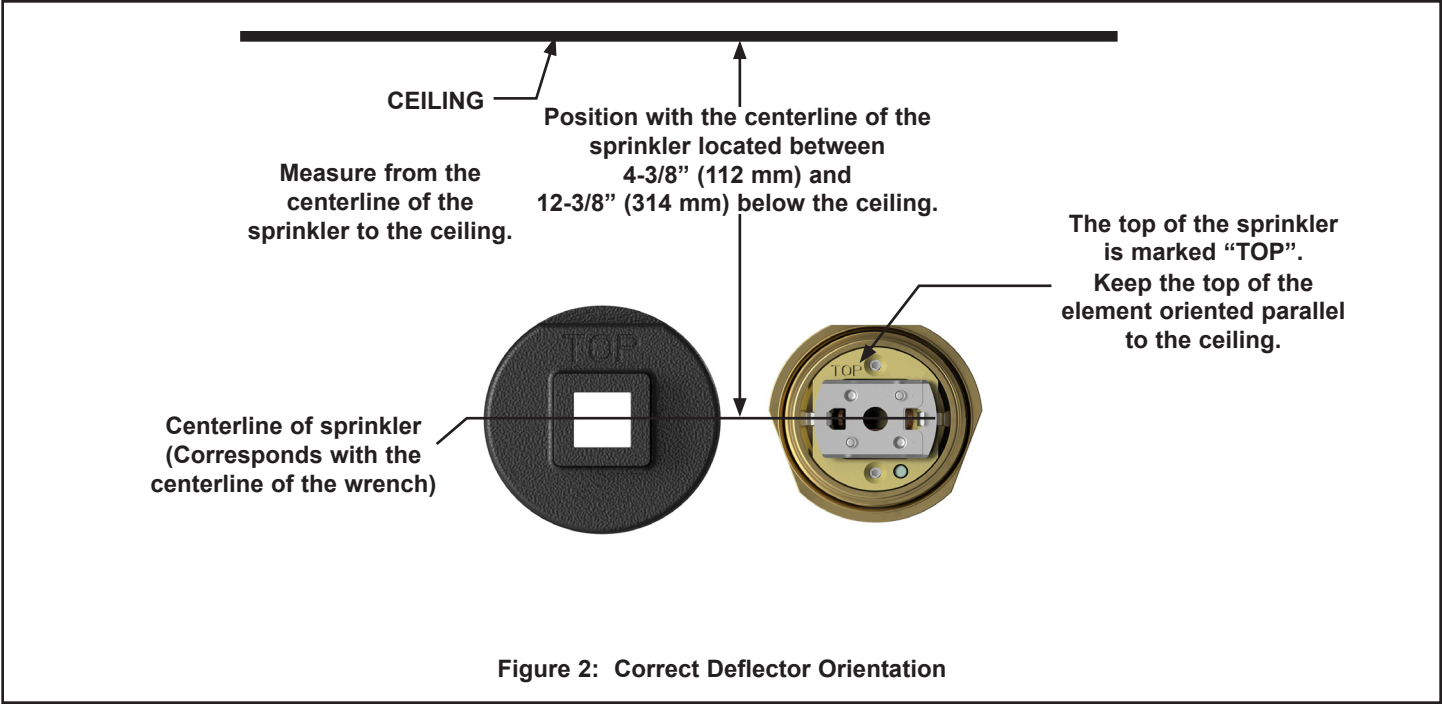 CEILING
Position with the centerline of the
sprinkler located between
4-3/8” (112 mm) and
12-3/8” (314 mm) below the ceiling.
Measure from the
centerline of the
sprinkler to the ceiling.
The top of the sprinkler
is marked “TOP”.
Keep the top of the
element oriented parallel
to the ceiling.
TOP
TOP
Centerline of sprinkler
(Corresponds with the
centerline of the wrench)
Figure 2: Correct Deflector Orientation